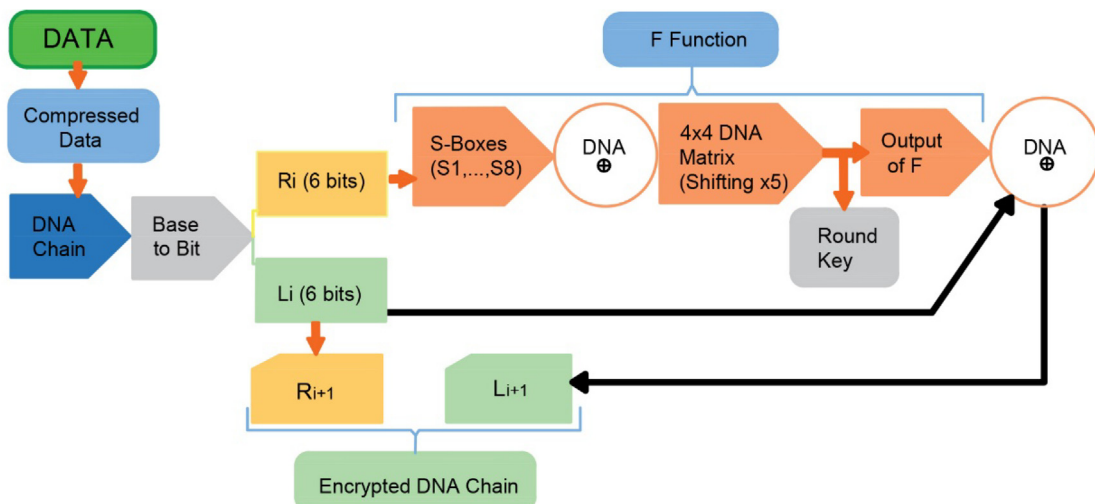 DATA
Compressed
Data
DNA
Chain
Base
to Bit
Ri (6 bits)
Li (6 bits)
F Function
S-Boxes
(S1,...,S8)
DNA
⊕
4x4 DNA
Matrix
(Shifting x5)
Output
of F
DNA
⊕
Round
Key
Ri+1
Li+1
Encrypted DNA Chain